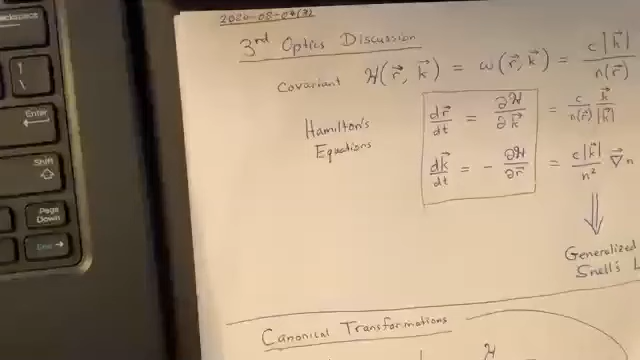 3rd Optics Discussion
Covariant H(r⃗, k⃗) = ω(r⃗, k⃗) = c|k⃗| / n(r⃗)
Hamilton's
Equations
dr⃗/dt = ∂H/∂k⃗ = c/n(r⃗) k⃗/|k⃗|
dk⃗/dt = - ∂H/∂r⃗ = c|k⃗|/n² ∇⃗n
Generalized
Snell's L
Canonical Transformations
H
Backspace
!
\
Enter
Shift
Page
Down
End